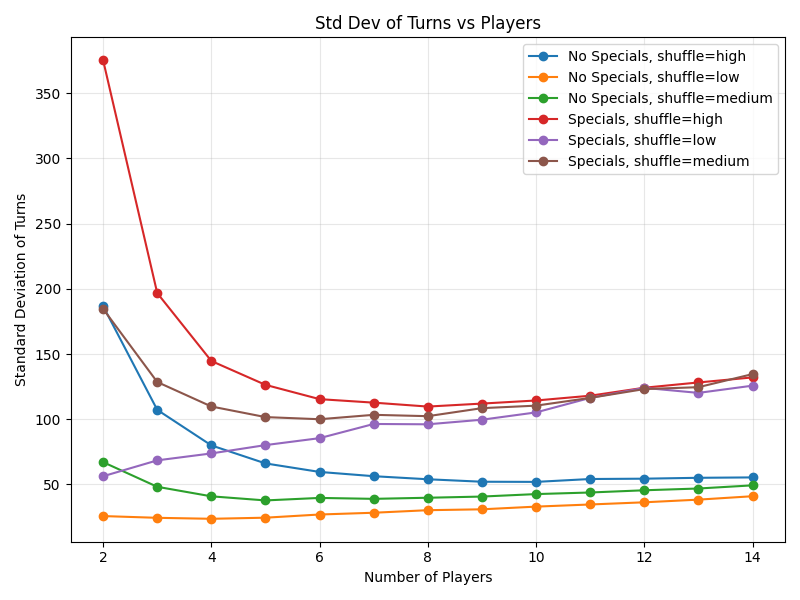 Std Dev of Turns vs Players
No Specials, shuffle=high
No Specials, shuffle=low
No Specials, shuffle=medium
Specials, shuffle=high
Specials, shuffle=low
Specials, shuffle=medium
Standard Deviation of Turns
350
300
250
200
150
100
50
2
4
6
8
10
12
14
Number of Players